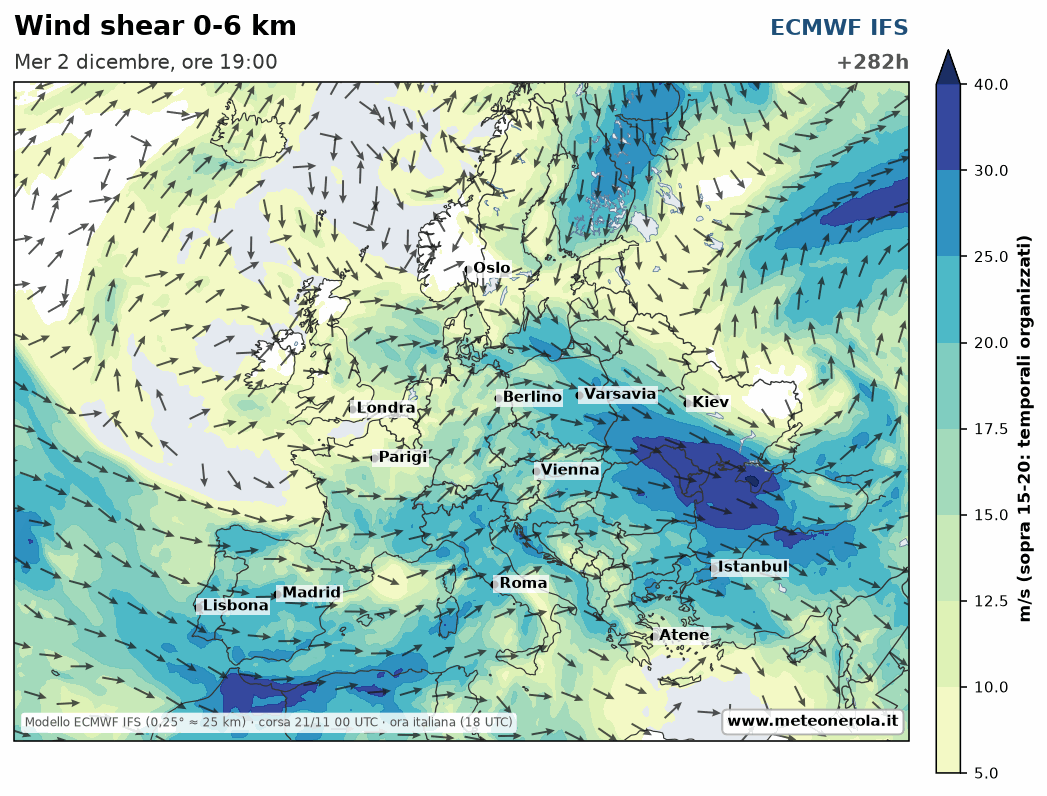 Wind shear 0-6 km
ECMWF IFS
Mer 2 dicembre, ore 19:00
+282h
Oslo
Londra
Berlino
Varsavia
Kiev
Parigi
Vienna
Istanbul
Roma
Madrid
Lisbona
Atene
Modello ECMWF IFS (0,25° ≈ 25 km) · corsa 21/11 00 UTC · ora italiana (18 UTC)
www.meteonerola.it
40.0
30.0
25.0
20.0
17.5
15.0
12.5
10.0
5.0
m/s (sopra 15-20: temporali organizzati)